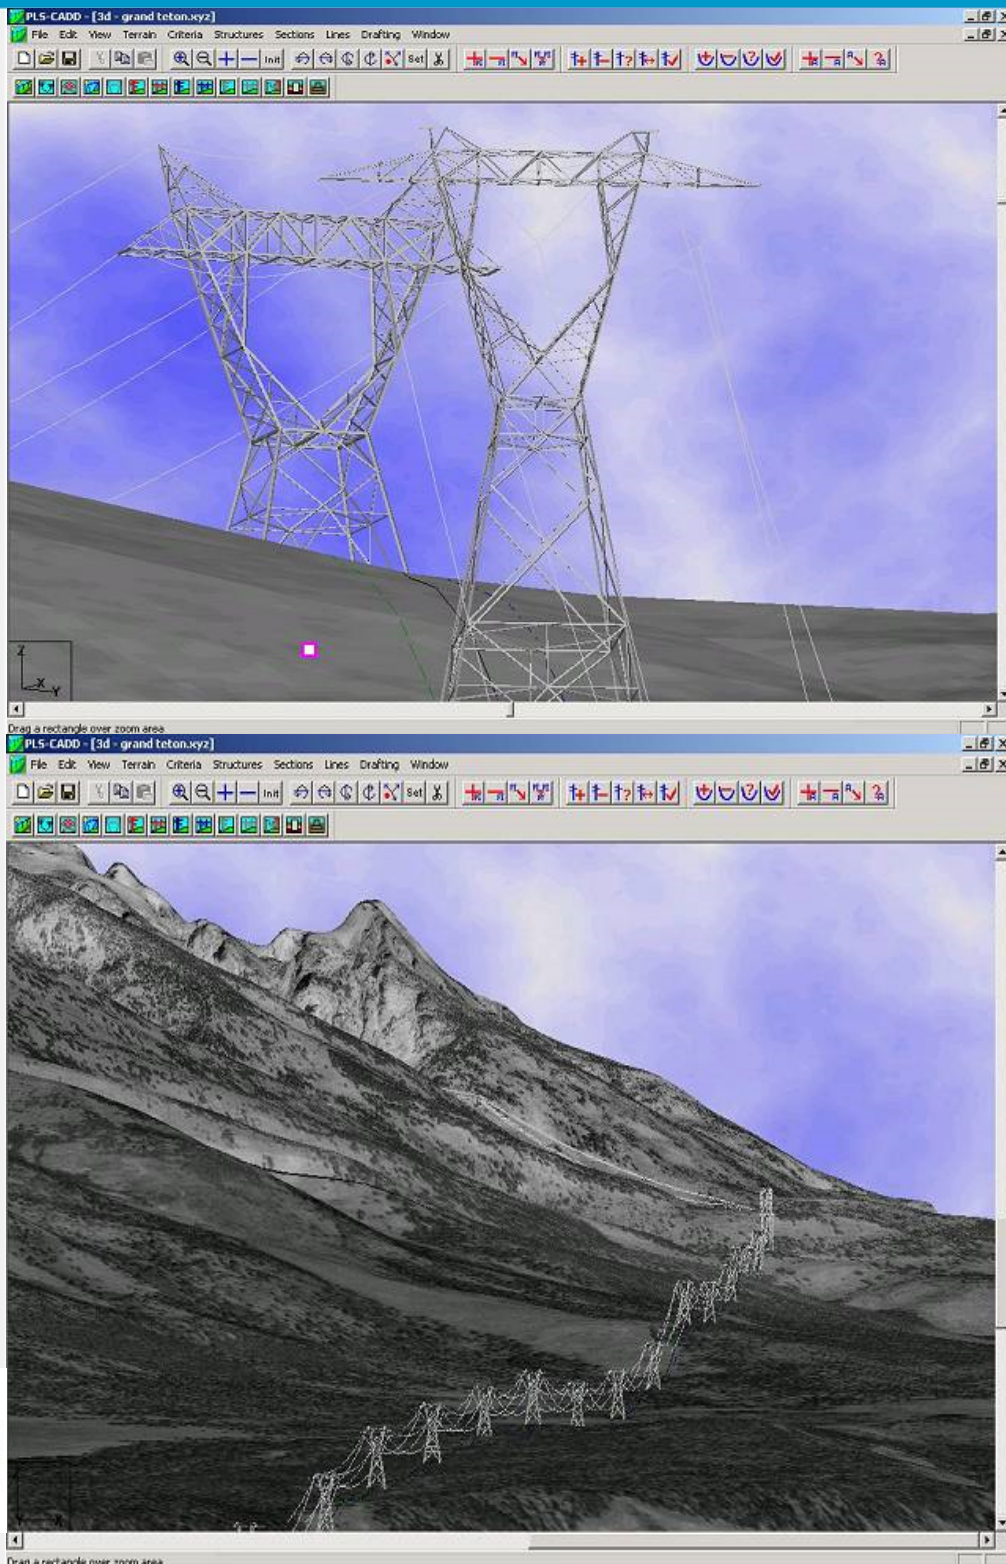 PLS-CADD - [3d - grand teton.xyz]
File Edit View Terrain Criteria Structures Sections Lines Drafting Window
Init Set
Z
X
Y
Drag a rectangle over zoom area
PLS-CADD - [3d - grand teton.xyz]
File Edit View Terrain Criteria Structures Sections Lines Drafting Window
Init Set
Drag a rectangle over zoom area